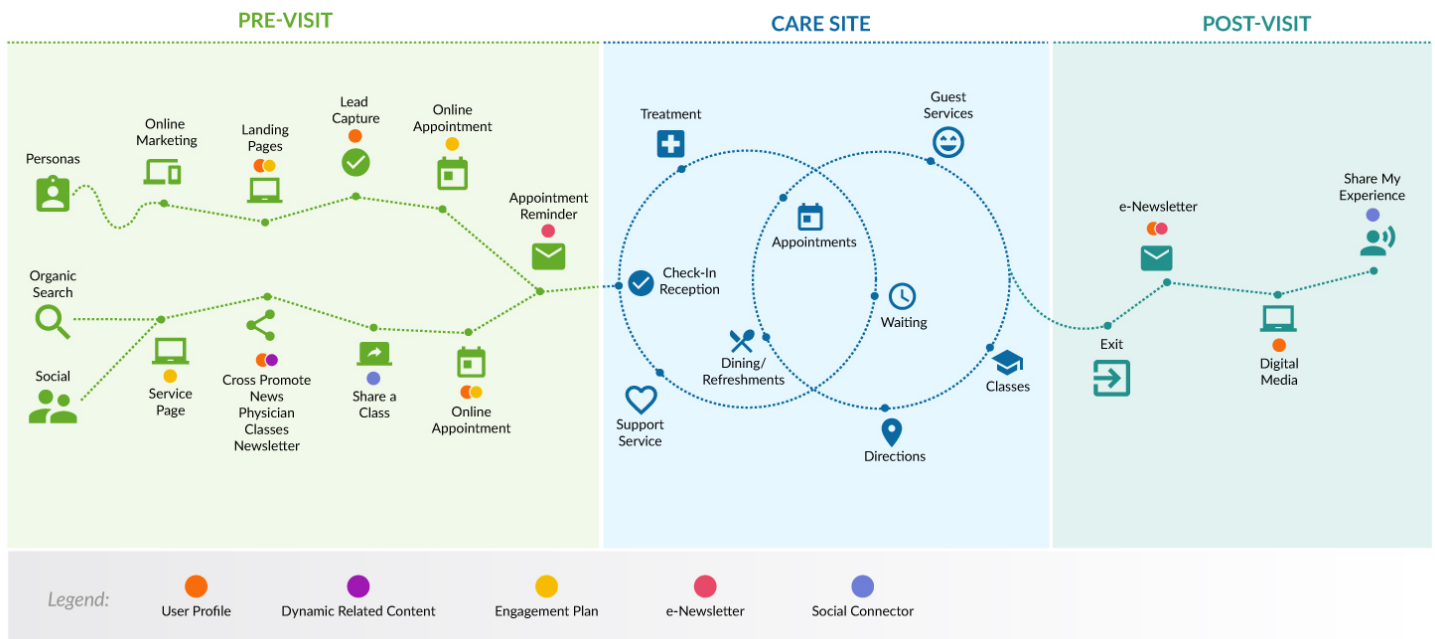 PRE-VISIT
CARE SITE
POST-VISIT
Personas
Online
Marketing
Landing
Pages
Lead
Capture
Online
Appointment
Appointment
Reminder
Organic
Search
Social
Service
Page
Cross Promote
News
Physician
Classes
Newsletter
Share a
Class
Online
Appointment
Treatment
Guest
Services
Appointments
Check-In
Reception
Waiting
Dining/
Refreshments
Classes
Support
Service
Directions
Exit
e-Newsletter
Digital
Media
Share My
Experience
Legend:
User Profile
Dynamic Related Content
Engagement Plan
e-Newsletter
Social Connector